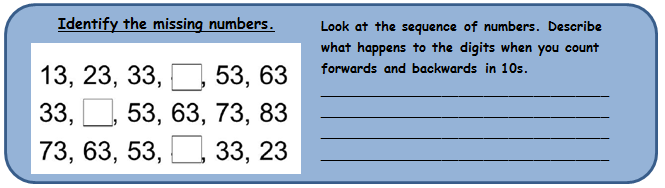 Identify the missing numbers.
13, 23, 33, , 53, 63
33, , 53, 63, 73, 83
73, 63, 53, , 33, 23
Look at the sequence of numbers. Describe
what happens to the digits when you count
forwards and backwards in 10s.